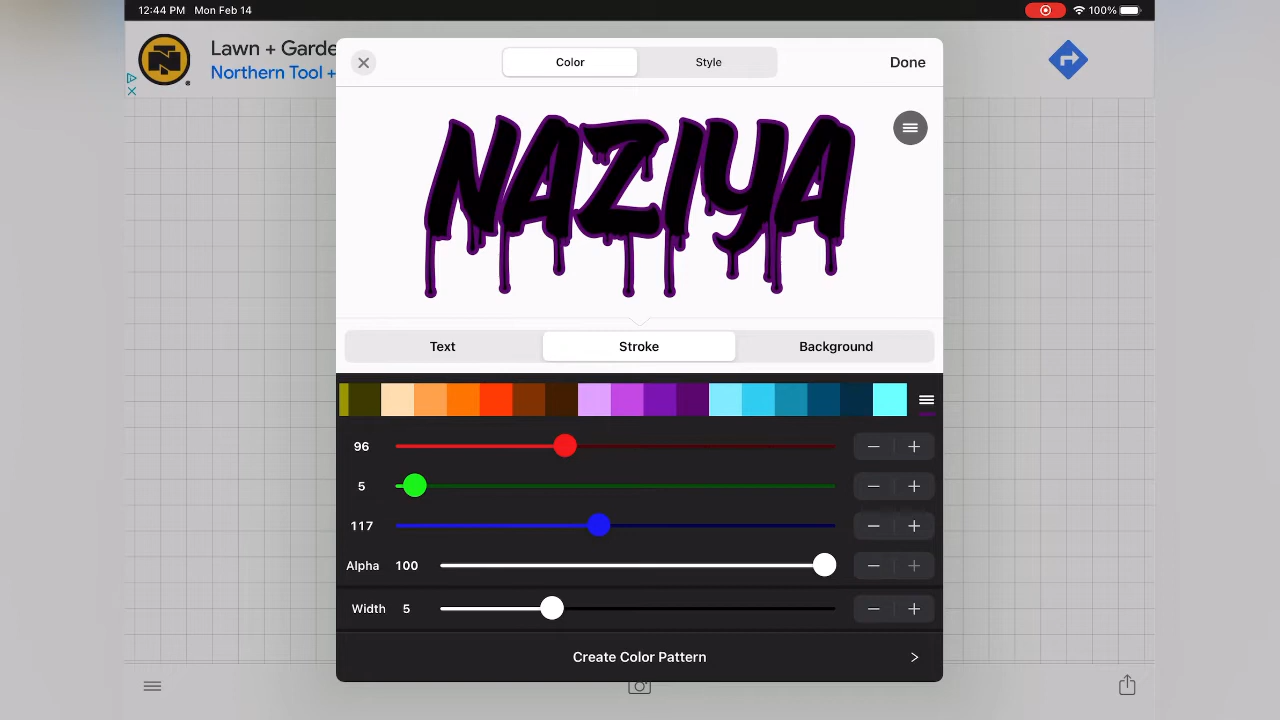 12:44 PM Mon Feb 14
100%
Lawn + Garde
Northern Tool +
Color
Style
Done
NAZIYA
Text
Stroke
Background
96
5
117
Alpha 100
Width 5
Create Color Pattern